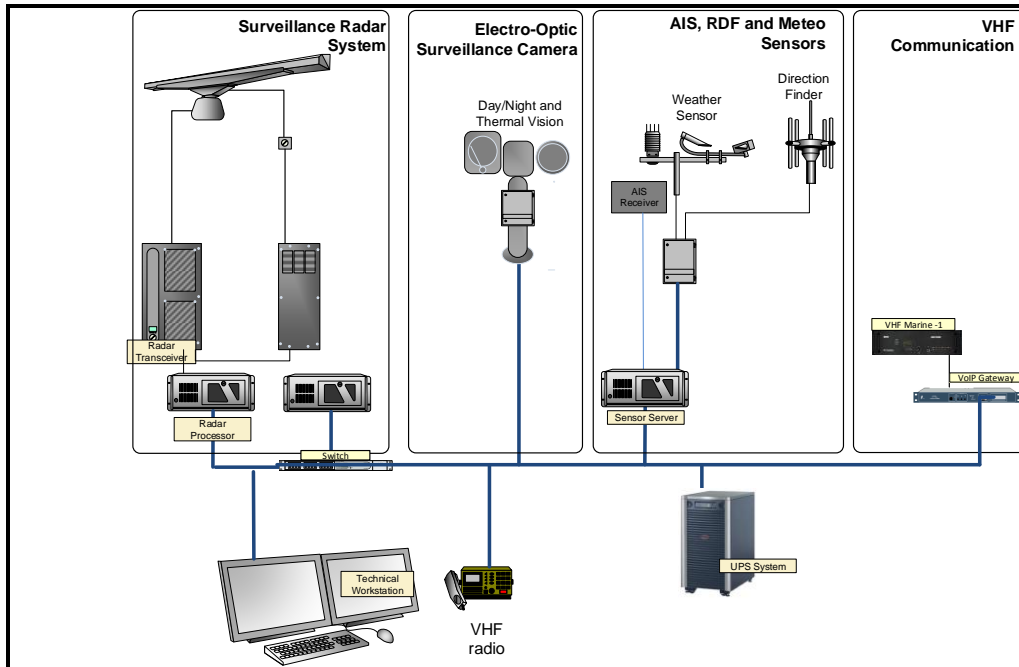 Surveillance Radar
System
Electro-Optic
Surveillance Camera
AIS, RDF and Meteo
Sensors
VHF
Communication
Day/Night and
Thermal Vision
Weather
Sensor
Direction
Finder
AIS
Receiver
Radar
Transceiver
VHF Marine -1
VoIP Gateway
Radar
Processor
Sensor Server
Switch
Technical
Workstation
UPS System
VHF
radio